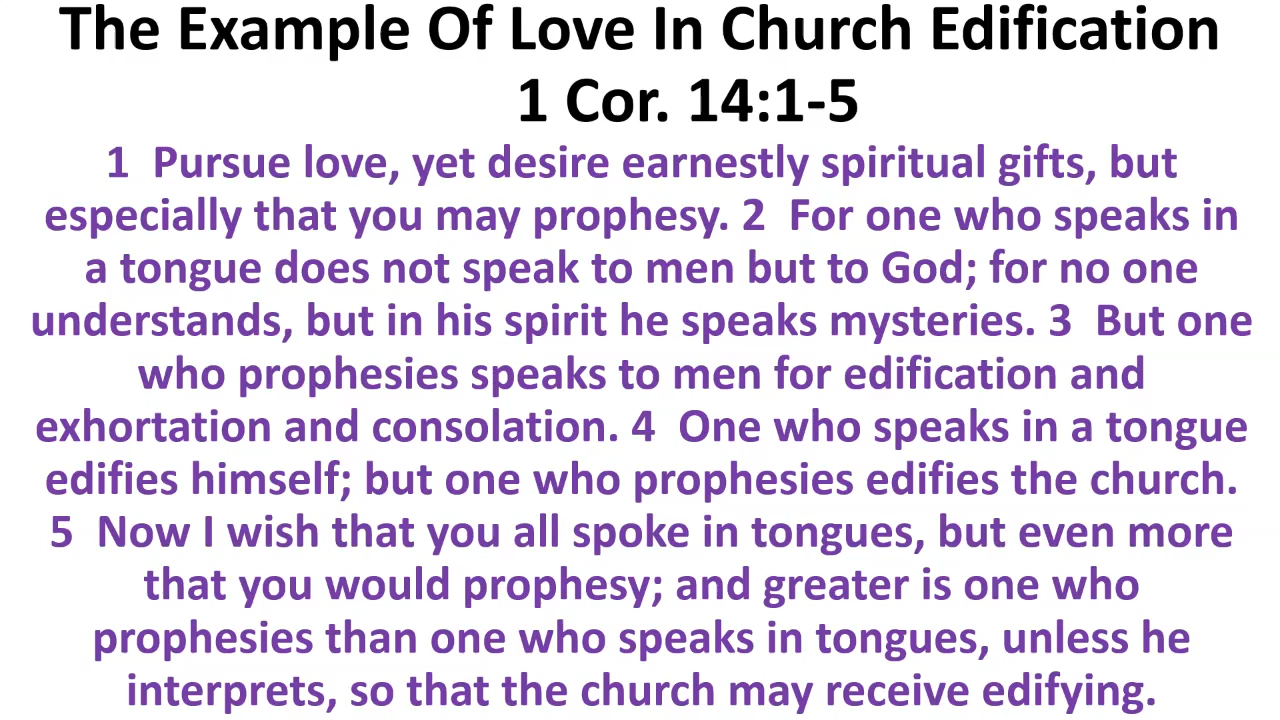 The Example Of Love In Church Edification
1 Cor. 14:1-5
1  Pursue love, yet desire earnestly spiritual gifts, but
especially that you may prophesy. 2  For one who speaks in
a tongue does not speak to men but to God; for no one
understands, but in his spirit he speaks mysteries. 3  But one
who prophesies speaks to men for edification and
exhortation and consolation. 4  One who speaks in a tongue
edifies himself; but one who prophesies edifies the church.
5  Now I wish that you all spoke in tongues, but even more
that you would prophesy; and greater is one who
prophesies than one who speaks in tongues, unless he
interprets, so that the church may receive edifying.